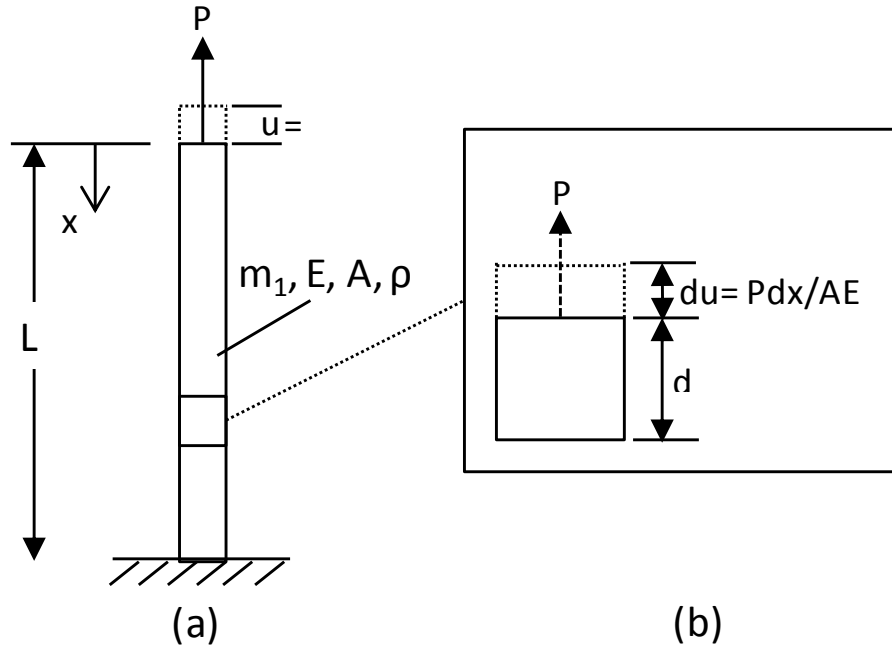 P
u =
x
m₁, E, A, ρ
L
P
du= Pdx/AE
d
(a)
(b)